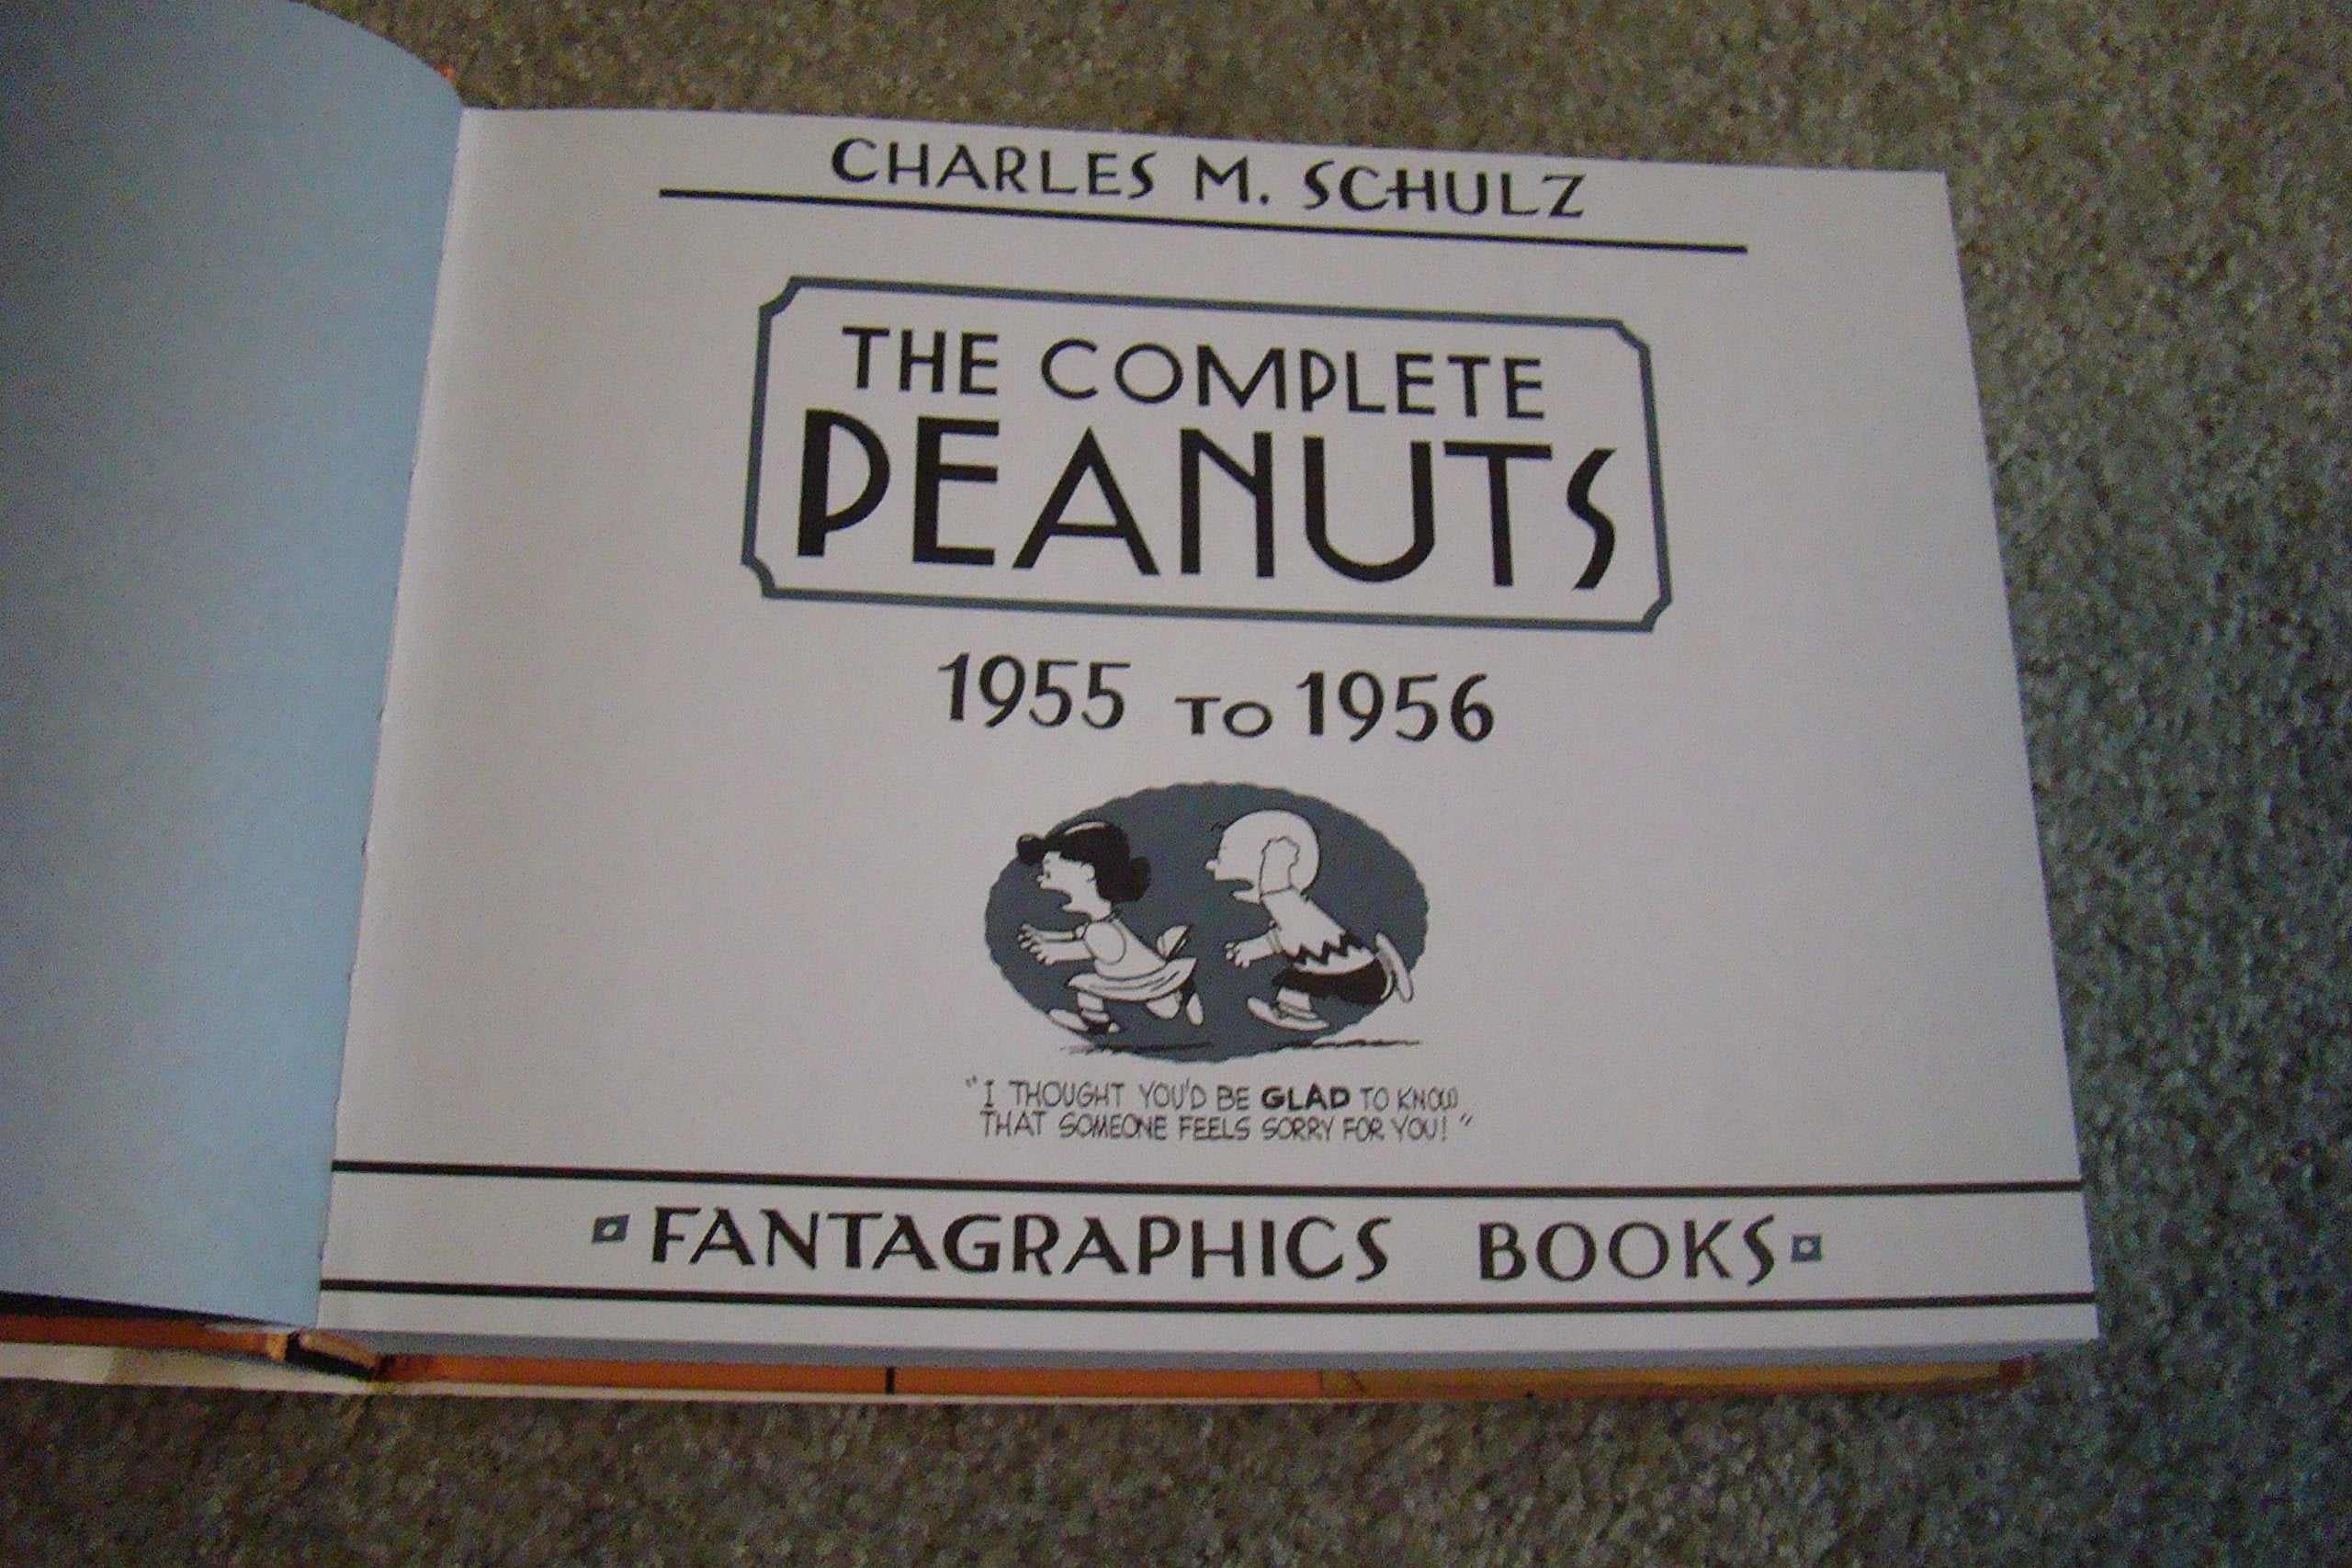 CHARLES M. SCHULZ
THE COMPLETE
PEANUTS
1955 TO 1956
"I THOUGHT YOU'D BE GLAD TO KNOW
THAT SOMEONE FEELS SORRY FOR YOU!"
FANTAGRAPHICS BOOKS